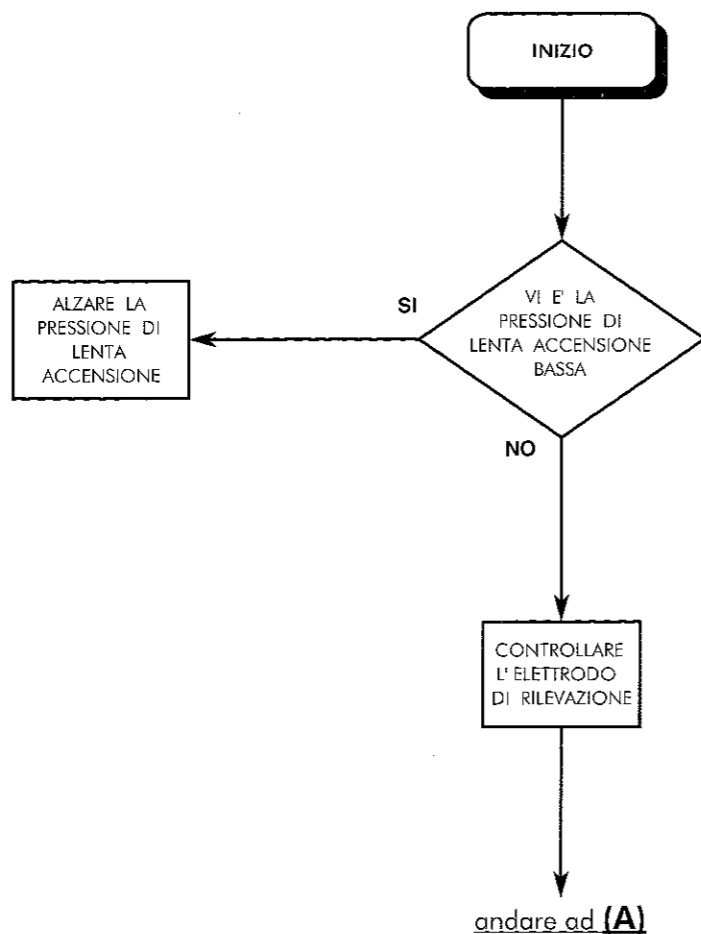 INIZIO
VI E' LA
PRESSIONE DI
LENTA ACCENSIONE
BASSA
SI
ALZARE LA
PRESSIONE DI
LENTA
ACCENSIONE
NO
CONTROLLARE
L'ELETTRODO
DI RILEVAZIONE
andare ad (A)